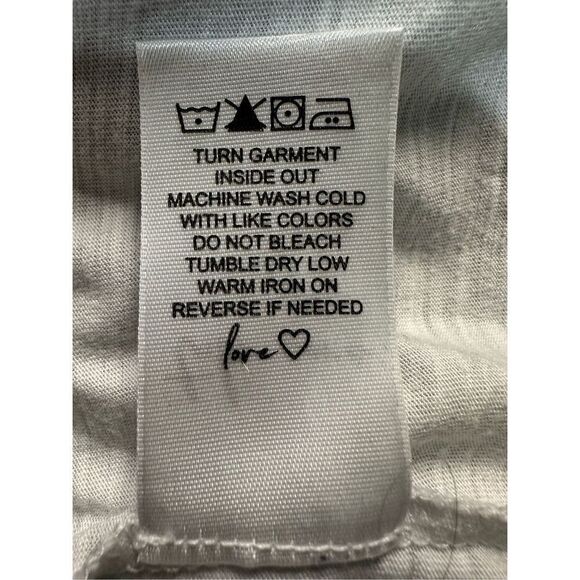 TURN GARMENT
INSIDE OUT
MACHINE WASH COLD
WITH LIKE COLORS
DO NOT BLEACH
TUMBLE DRY LOW
WARM IRON ON
REVERSE IF NEEDED
love